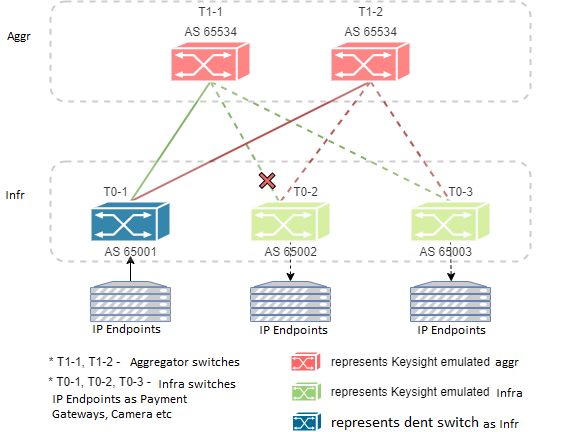 T1-1 T1-2
Aggr AS 65534 AS 65534
Infr T0-1 T0-2 T0-3
AS 65001 AS 65002 AS 65003
IP Endpoints IP Endpoints IP Endpoints
* T1-1, T1-2 - Aggregator switches
* T0-1, T0-2, T0-3 - Infra switches
IP Endpoints as Payment
Gateways, Camera etc
represents Keysight emulated aggr
represents Keysight emulated Infra
represents dent switch as Infr